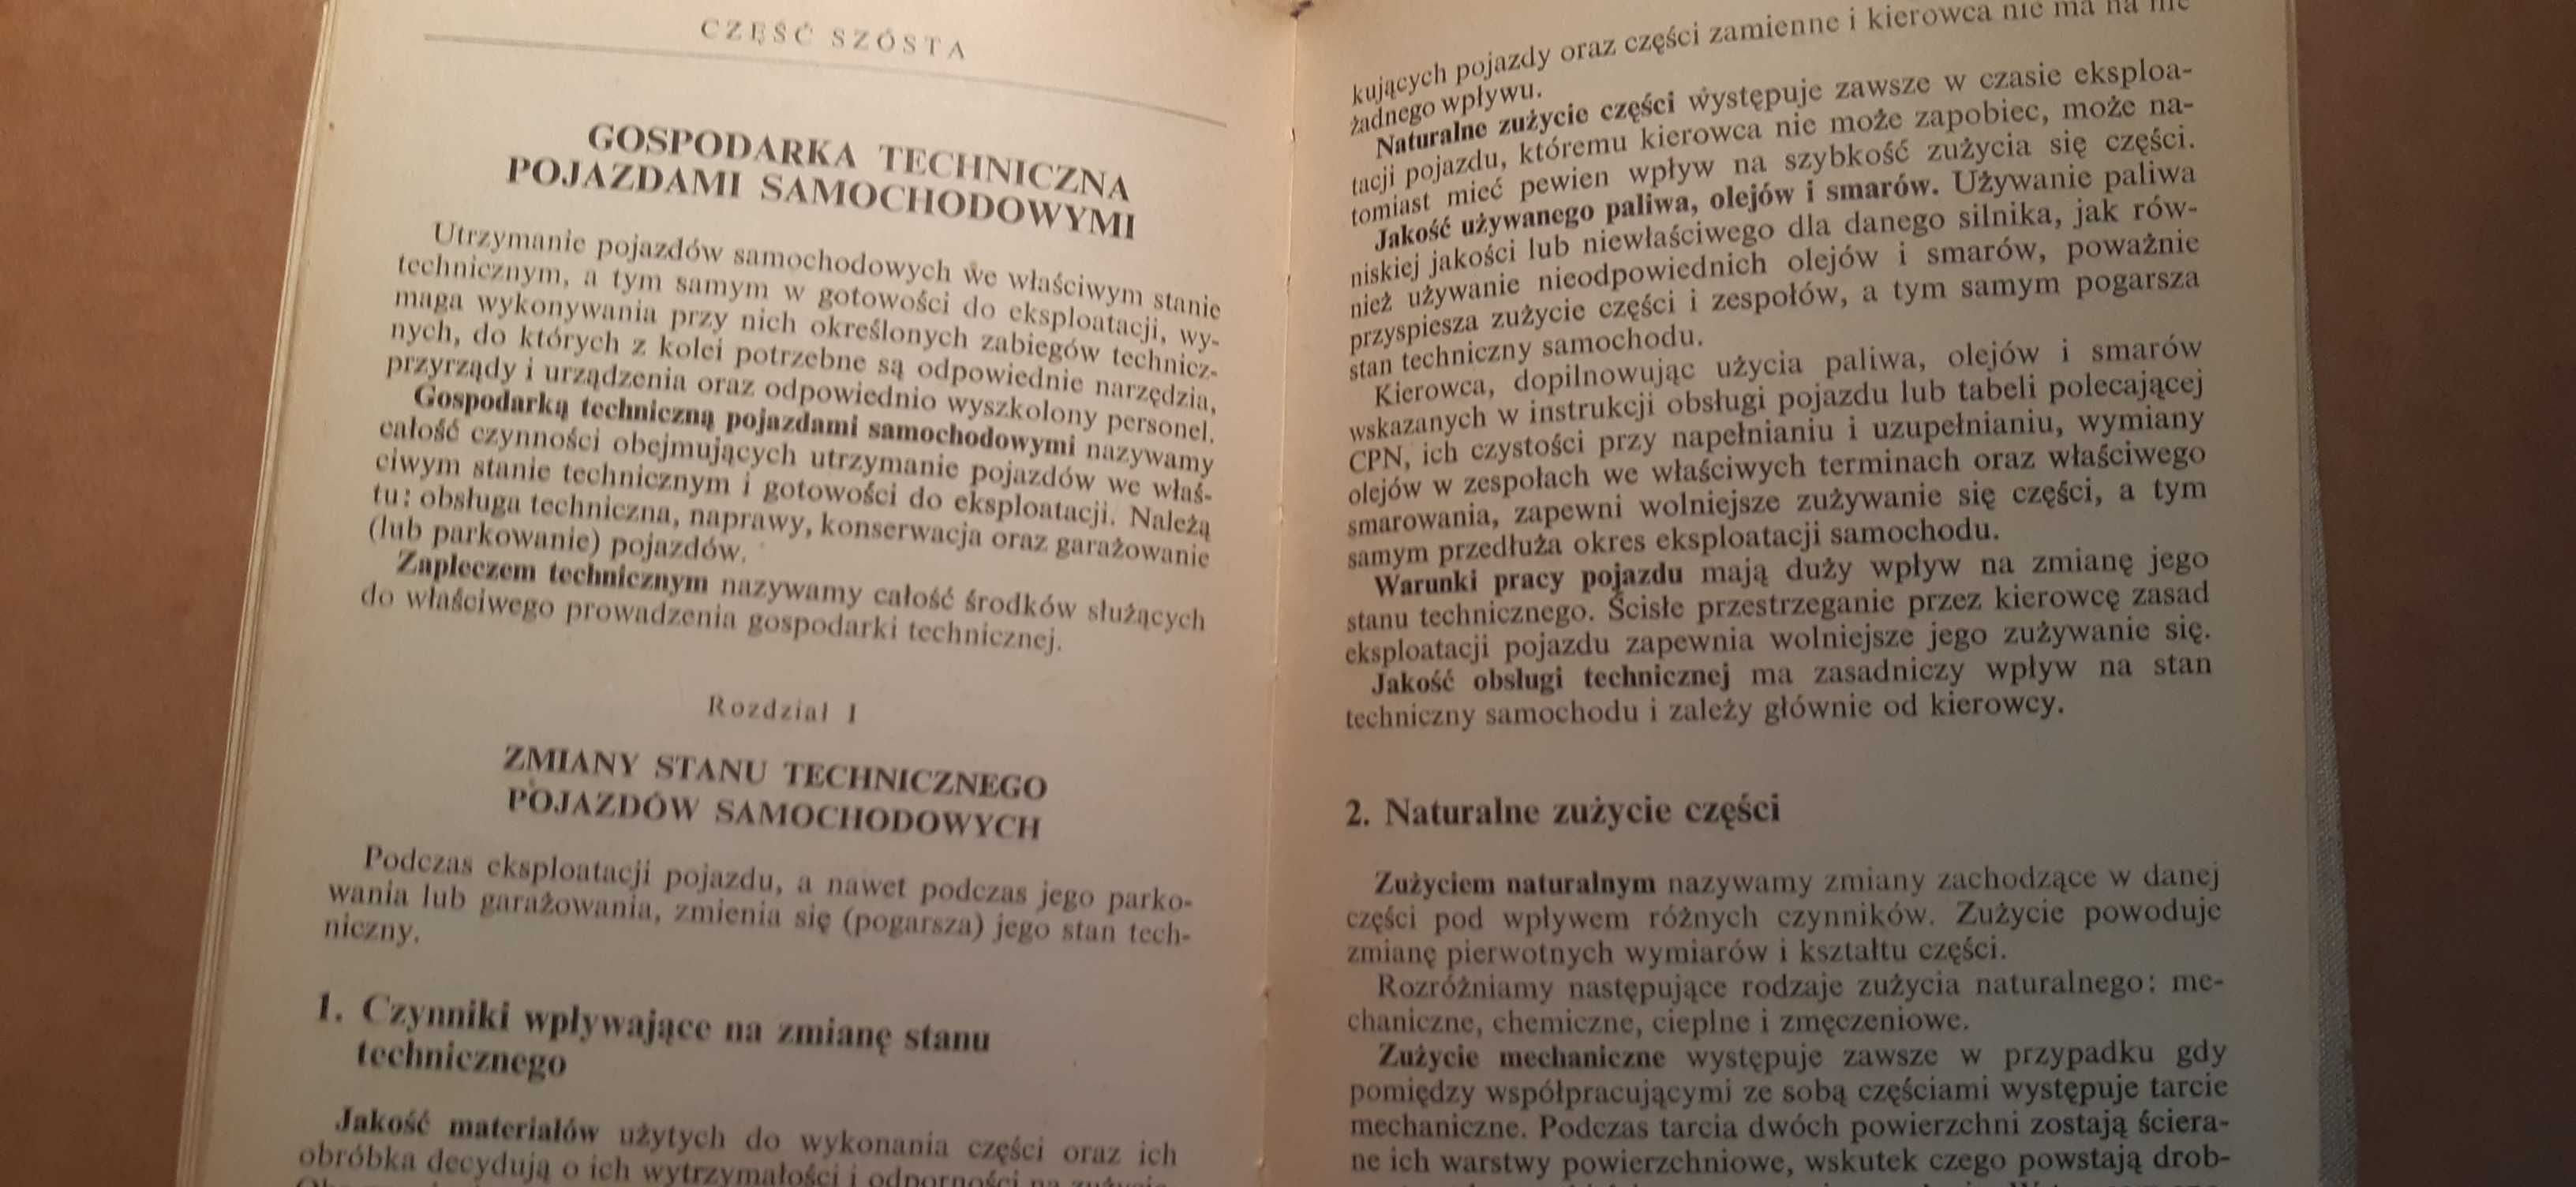 CZĘŚĆ SZÓSTA
GOSPODARKA TECHNICZNA
POJAZDAMI SAMOCHODOWYMI
Utrzymanie pojazdów samochodowych we właściwym stanie
technicznym, a tym samym w gotowości do eksploatacji, wy-
maga wykonywania przy nich określonych zabiegów technicz-
nych, do których z kolei potrzebne są odpowiednie narzędzia,
przyrządy i urządzenia oraz odpowiednio wyszkolony personel.
Gospodarką techniczną pojazdami samochodowymi nazywamy
całość czynności obejmujących utrzymanie pojazdów we właś-
ciwym stanie technicznym i gotowości do eksploatacji. Należą
tu: obsługa techniczna, naprawy, konserwacja oraz garażowanie
(lub parkowanie) pojazdów.
Zapleczem technicznym nazywamy całość środków służących
do właściwego prowadzenia gospodarki technicznej.
Rozdział I
ZMIANY STANU TECHNICZNEGO
POJAZDÓW SAMOCHODOWYCH
Podczas eksploatacji pojazdu, a nawet podczas jego parko-
wania lub garażowania, zmienia się (pogarsza) jego stan tech-
niczny.
1. Czynniki wpływające na zmianę stanu
technicznego
Jakość materiałów użytych do wykonania części oraz ich
obróbka decydują o ich wytrzymałości i odporności na
kujących pojazdy oraz części zamienne i kierowca nie ma na nie
żadnego wpływu.
Naturalne zużycie części występuje zawsze w czasie eksploa-
tacji pojazdu, któremu kierowca nie może zapobiec, może na-
tomiast mieć pewien wpływ na szybkość zużycia się części.
Jakość używanego paliwa, olejów i smarów. Używanie paliwa
niskiej jakości lub niewłaściwego dla danego silnika, jak rów-
nież używanie nieodpowiednich olejów i smarów, poważnie
przyspiesza zużycie części i zespołów, a tym samym pogarsza
stan techniczny samochodu.
Kierowca, dopilnowując użycia paliwa, olejów i smarów
wskazanych w instrukcji obsługi pojazdu lub tabeli polecającej
CPN, ich czystości przy napełnianiu i uzupełnianiu, wymiany
olejów w zespołach we właściwych terminach oraz właściwego
smarowania, zapewni wolniejsze zużywanie się części, a tym
samym przedłuża okres eksploatacji samochodu.
Warunki pracy pojazdu mają duży wpływ na zmianę jego
stanu technicznego. Ścisłe przestrzeganie przez kierowcę zasad
eksploatacji pojazdu zapewnia wolniejsze jego zużywanie się.
Jakość obsługi technicznej ma zasadniczy wpływ na stan
techniczny samochodu i zależy głównie od kierowcy.
2. Naturalne zużycie części
Zużyciem naturalnym nazywamy zmiany zachodzące w danej
części pod wpływem różnych czynników. Zużycie powoduje
zmianę pierwotnych wymiarów i kształtu części.
Rozróżniamy następujące rodzaje zużycia naturalnego: me-
chaniczne, chemiczne, cieplne i zmęczeniowe.
Zużycie mechaniczne występuje zawsze w przypadku gdy
pomiędzy współpracującymi ze sobą częściami występuje tarcie
mechaniczne. Podczas tarcia dwóch powierzchni zostają ściera-
ne ich warstwy powierzchniowe, wskutek czego powstają drob-